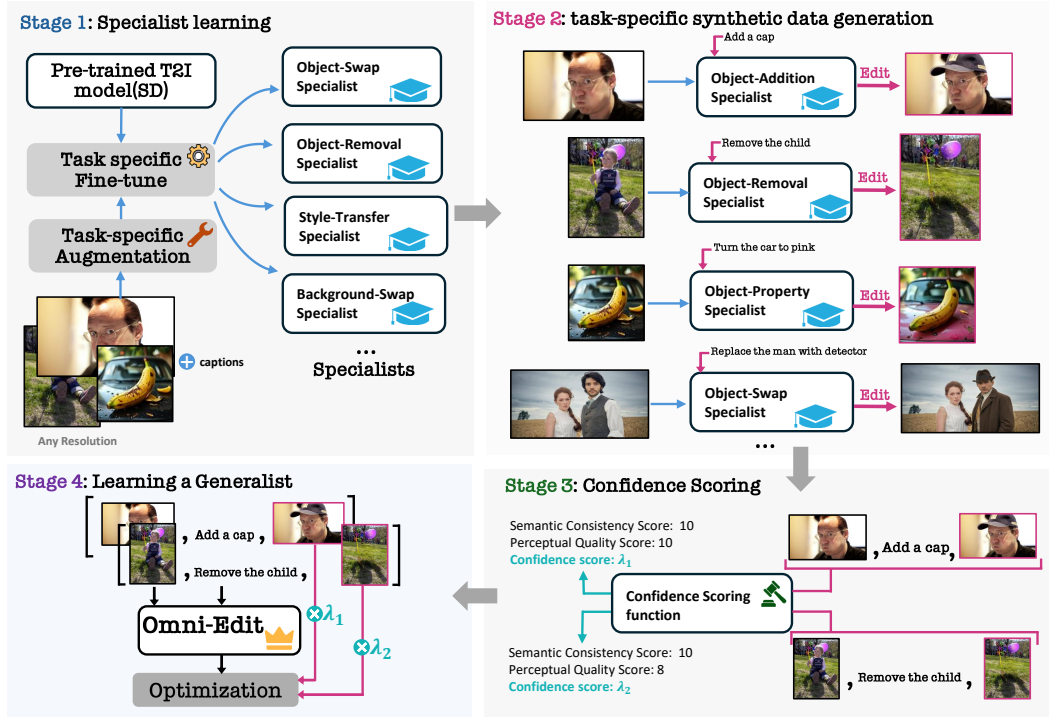 Stage 1: Specialist learning
Pre-trained T2I
model(SD)
Task specific
Fine-tune
Task-specific
Augmentation
captions
Any Resolution
Object-Swap
Specialist
Object-Removal
Specialist
Style-Transfer
Specialist
Background-Swap
Specialist
...
Specialists
Stage 2: task-specific synthetic data generation
Add a cap
Object-Addition
Specialist
Edit
Remove the child
Object-Removal
Specialist
Edit
Turn the car to pink
Object-Property
Specialist
Edit
Replace the man with detector
Object-Swap
Specialist
Edit
...
Stage 3: Confidence Scoring
Semantic Consistency Score: 10
Perceptual Quality Score: 10
Confidence score: λ1
Confidence Scoring
function
Semantic Consistency Score: 10
Perceptual Quality Score: 8
Confidence score: λ2
, Add a cap,
, Remove the child ,
Stage 4: Learning a Generalist
[ , Add a cap , ]
[ , Remove the child , ]
Omni-Edit
λ1
λ2
Optimization